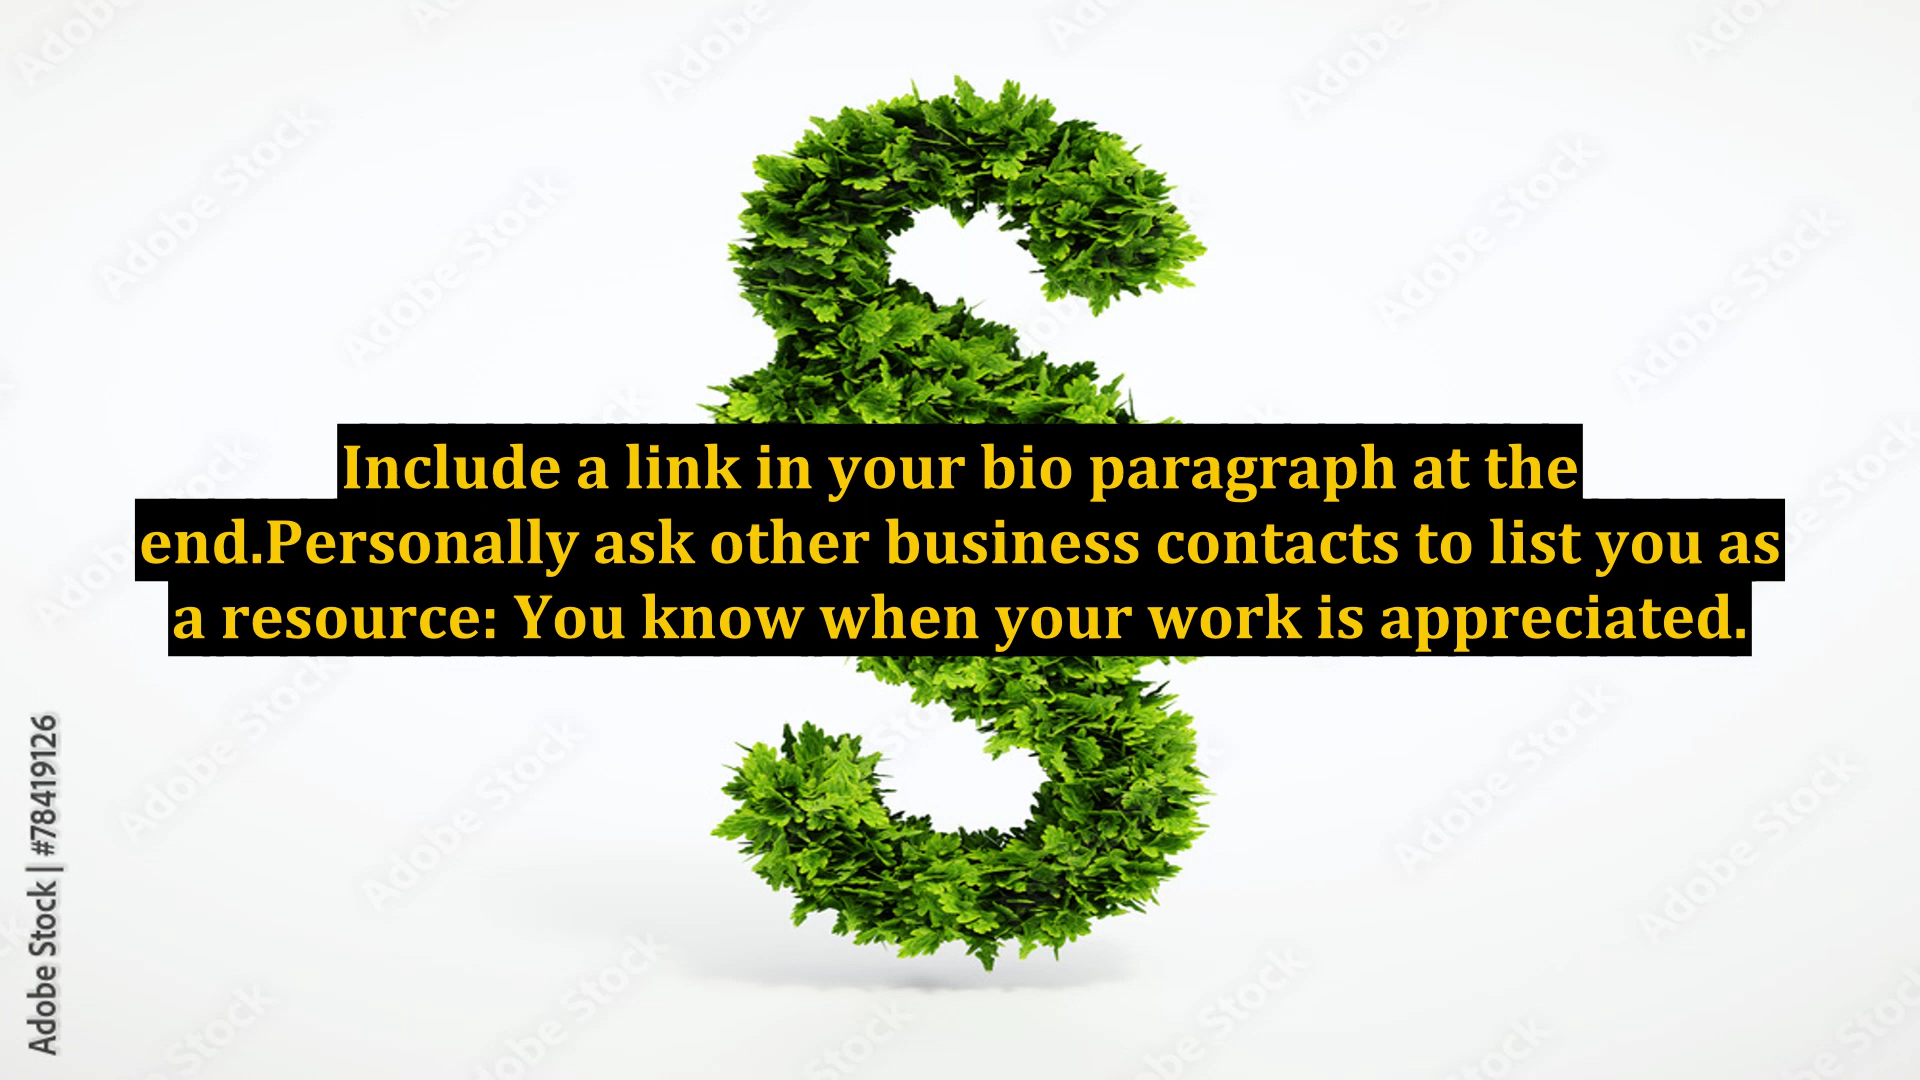 Include a link in your bio paragraph at the
end.Personally ask other business contacts to list you as
a resource: You know when your work is appreciated.
Adobe Stock | #784191126